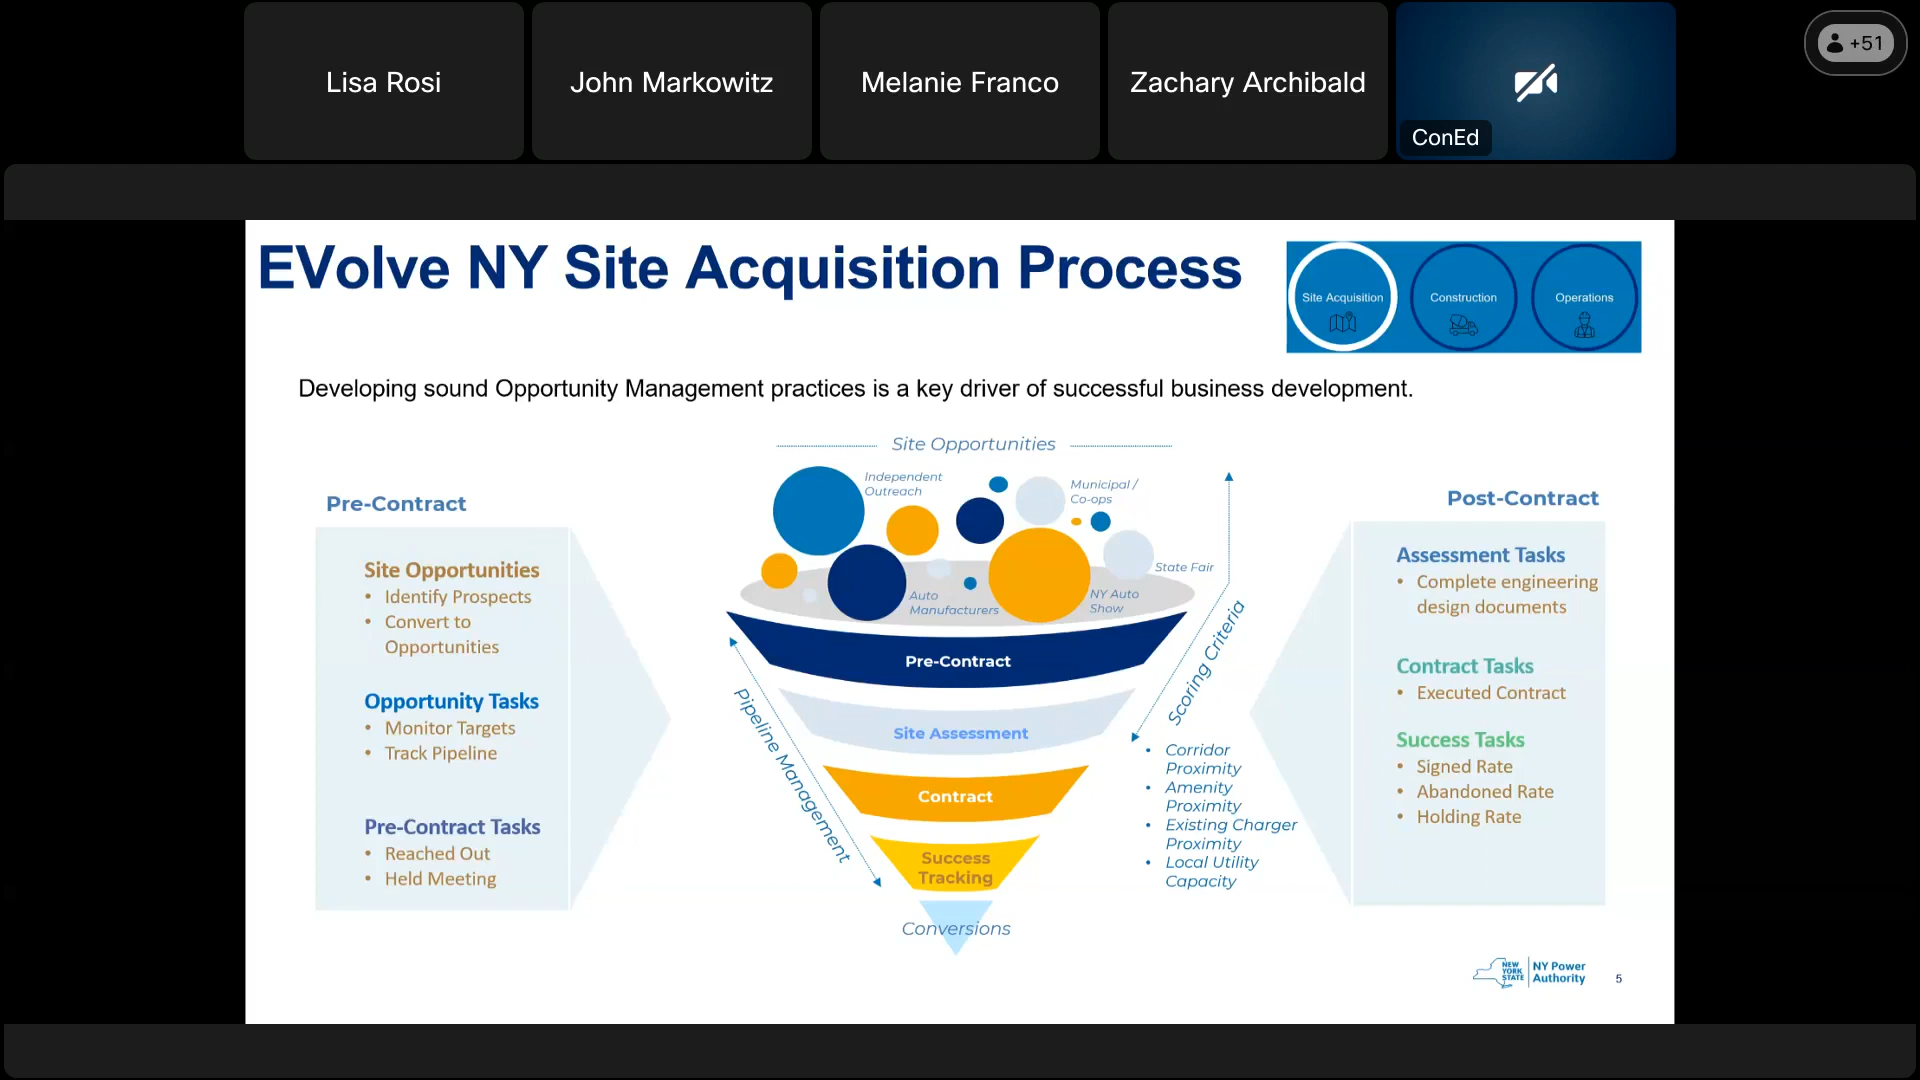 Lisa Rosi
John Markowitz
Melanie Franco
Zachary Archibald
ConEd
+51
EVolve NY Site Acquisition Process
Site Acquisition
Construction
Operations
Developing sound Opportunity Management practices is a key driver of successful business development.
Pre-Contract
Site Opportunities
• Identify Prospects
• Convert to
Opportunities
Opportunity Tasks
• Monitor Targets
• Track Pipeline
Pre-Contract Tasks
• Reached Out
• Held Meeting
Site Opportunities
Independent
Outreach
Municipal /
Co-ops
State Fair
Auto
Manufacturers
NY Auto
Show
Pre-Contract
Site Assessment
Contract
Success
Tracking
Conversions
Pipeline Management
Scoring Criteria
• Corridor
Proximity
• Amenity
Proximity
• Existing Charger
Proximity
• Local Utility
Capacity
Post-Contract
Assessment Tasks
• Complete engineering
design documents
Contract Tasks
• Executed Contract
Success Tasks
• Signed Rate
• Abandoned Rate
• Holding Rate
NEW
YORK
STATE
NY Power
Authority
5